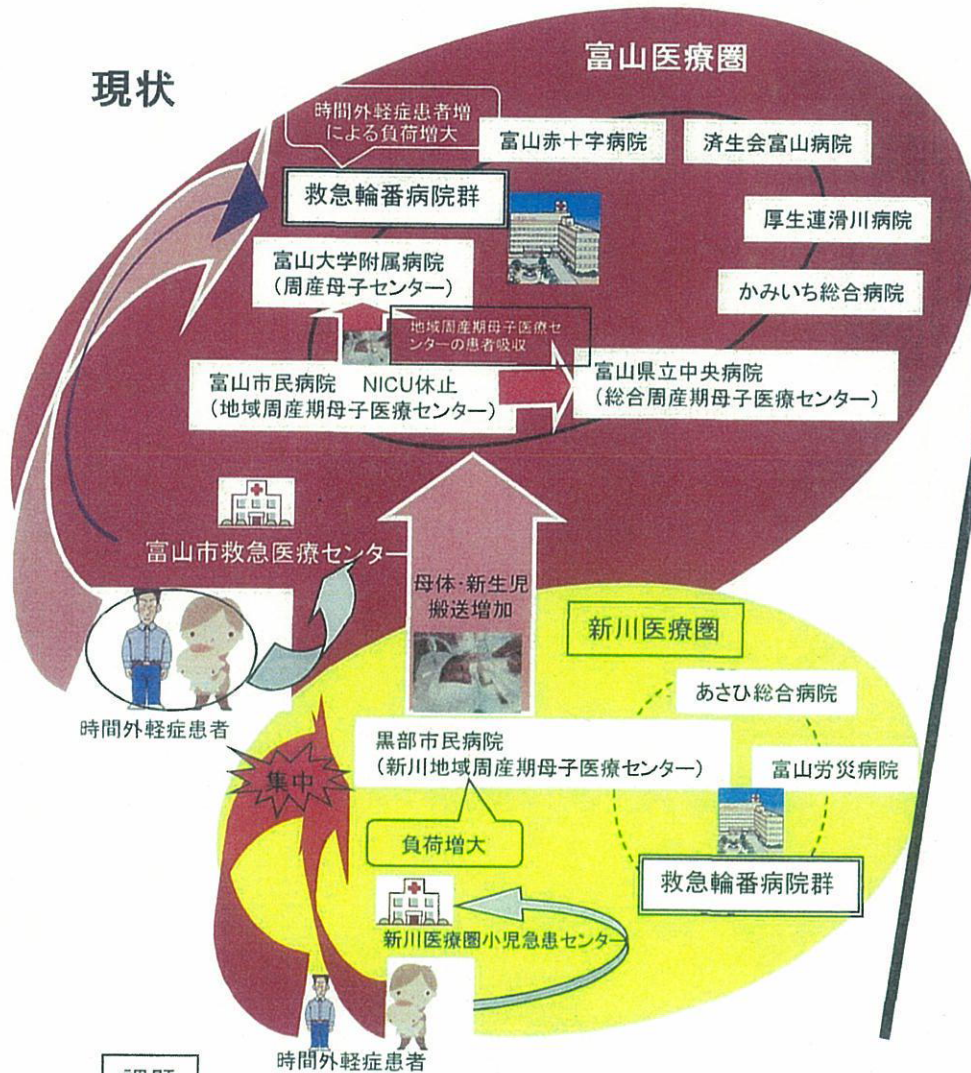 現状
富山医療圏
時間外軽症患者増
による負荷増大
富山赤十字病院
済生会富山病院
救急輪番病院群
厚生連滑川病院
富山大学附属病院
(周産母子センター)
かみいち総合病院
地域周産期母子医療セ
ンターの患者吸収
富山市民病院 NICU休止
(地域周産期母子医療センター)
富山県立中央病院
(総合周産期母子医療センター)
富山市救急医療センター
母体・新生児
搬送増加
新川医療圏
時間外軽症患者
あさひ総合病院
黒部市民病院
(新川地域周産期母子医療センター)
富山労災病院
集中
負荷増大
救急輪番病院群
新川医療圏小児急患センター
時間外軽症患者